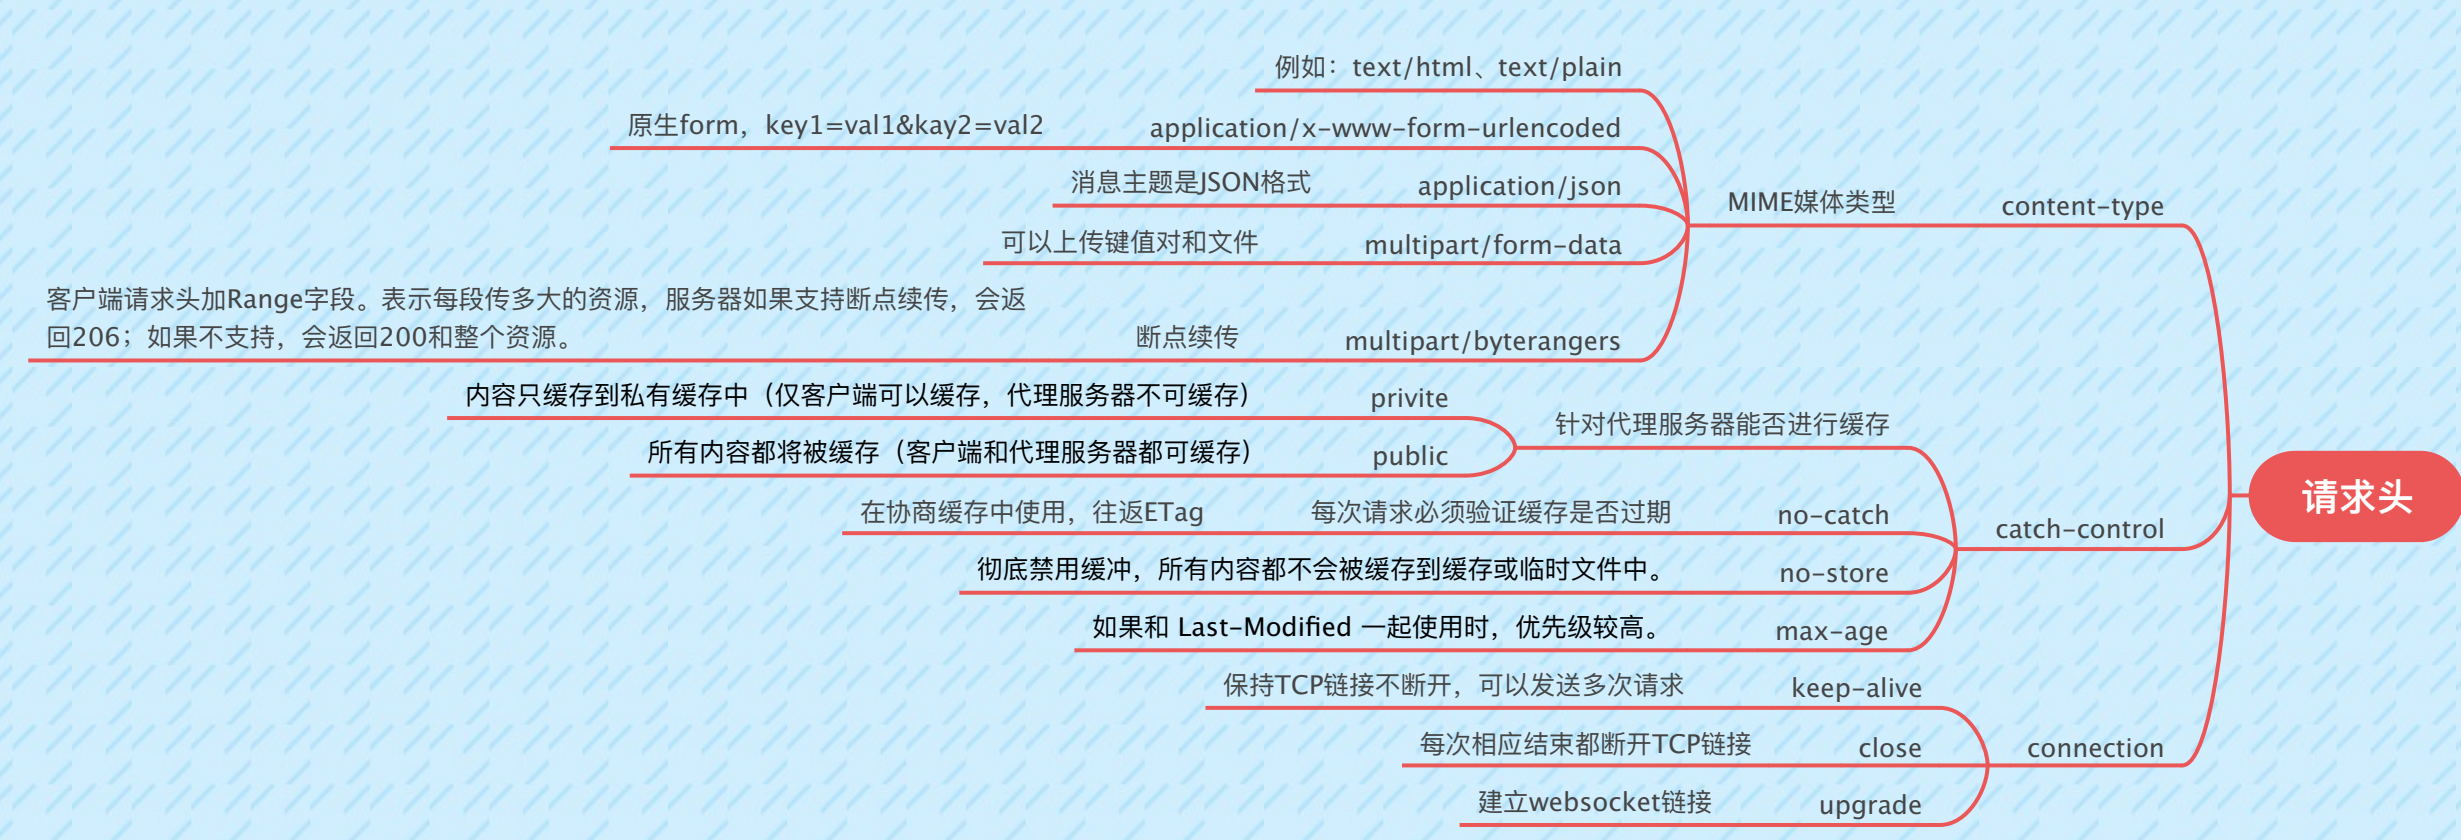 例如：text/html、text/plain
原生form，key1=val1&kay2=val2
application/x-www-form-urlencoded
消息主题是JSON格式
application/json
MIME媒体类型
content-type
可以上传键值对和文件
multipart/form-data
客户端请求头加Range字段。表示每段传多大的资源，服务器如果支持断点续传，会返
回206；如果不支持，会返回200和整个资源。
断点续传
multipart/byterangers
内容只缓存到私有缓存中（仅客户端可以缓存，代理服务器不可缓存）
privite
针对代理服务器能否进行缓存
所有内容都将被缓存（客户端和代理服务器都可缓存）
public
请求头
在协商缓存中使用，往返ETag
每次请求必须验证缓存是否过期
no-catch
catch-control
彻底禁用缓冲，所有内容都不会被缓存到缓存或临时文件中。
no-store
如果和 Last-Modified 一起使用时，优先级较高。
max-age
保持TCP链接不断开，可以发送多次请求
keep-alive
每次相应结束都断开TCP链接
close
connection
建立websocket链接
upgrade